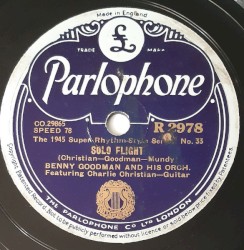 Made in England
£
TRADE MARK
Parlophone
CO.29865
SPEED 78
R 2978
The 1945 Super Rhythm-Style Series No. 33
SOLO FLIGHT
(Christian—Goodman—Mundy)
BENNY GOODMAN AND HIS ORCH.
Featuring Charlie Christian—Guitar
THE PARLOPHONE CO LTD LONDON